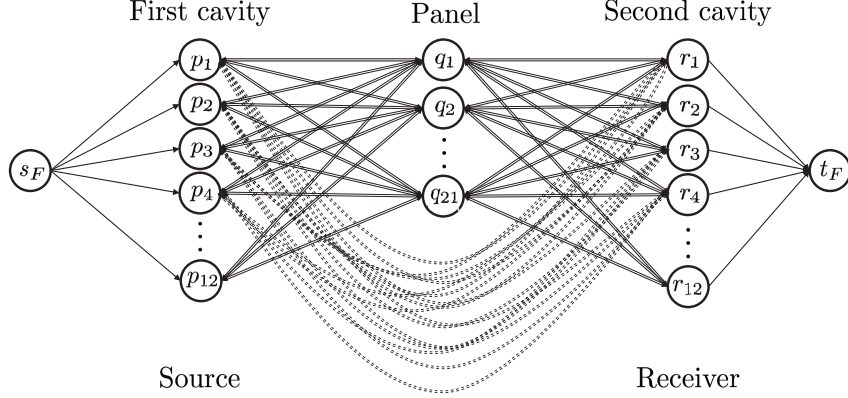 First cavity Panel Second cavity
p1 q1 r1
p2 q2 r2
p3 r3
sF tF
p4 q21 r4
p12 r12
Source Receiver